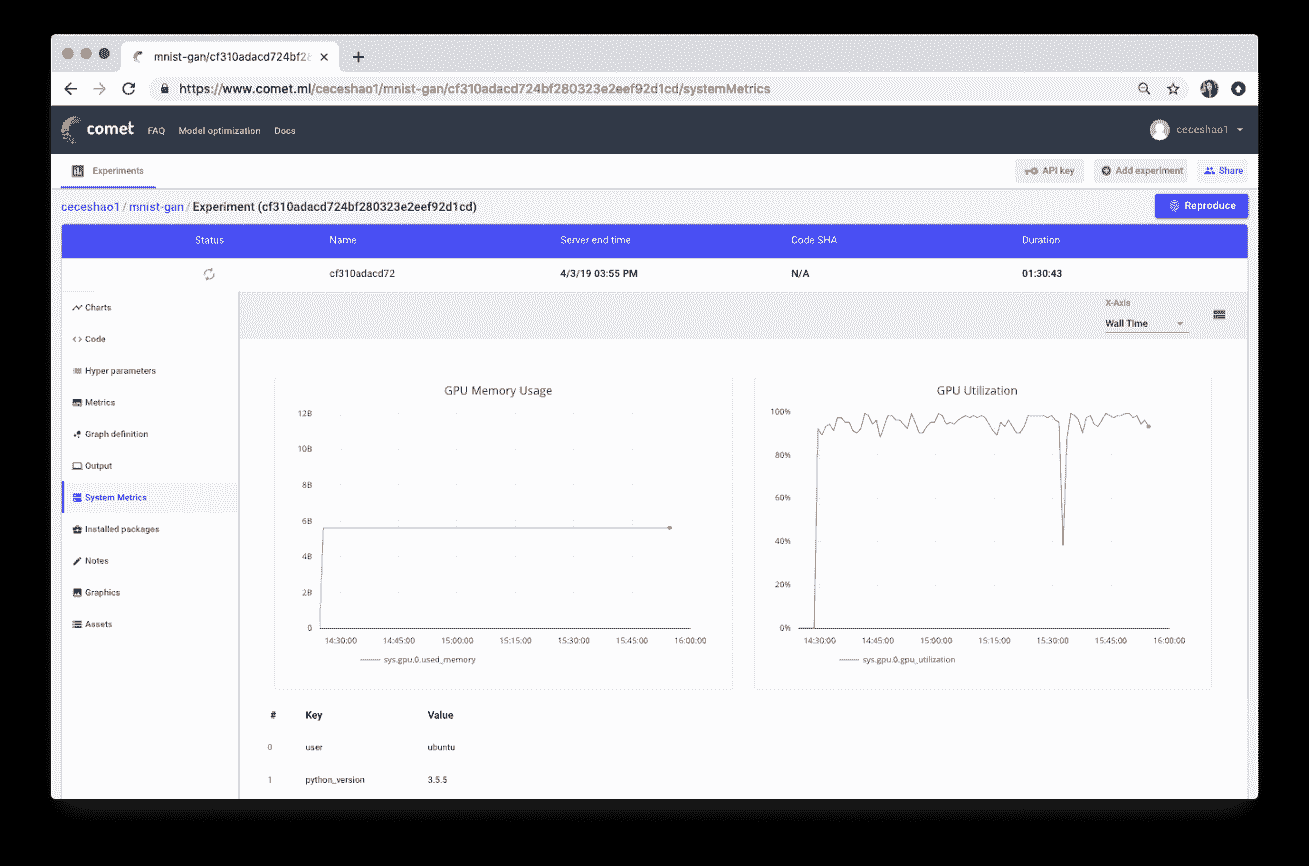 mnist-gan/cf310adacd724bf28
https://www.comet.ml/ceceshao1/mnist-gan/cf310adacd724bf280323e2eef92d1cd/systemMetrics
comet FAQ Model optimization Docs ceceshao1
Experiments API key Add experiment Share
ceceshao1 / mnist-gan / Experiment (cf310adacd724bf280323e2eef92d1cd) Reproduce
Status Name Server end time Code SHA Duration
cf310adacd72 4/3/19 03:55 PM N/A 01:30:43
Charts
Code
Hyper parameters
Metrics
Graph definition
Output
System Metrics
Installed packages
Notes
Graphics
Assets
X-Axis
Wall Time
GPU Memory Usage
12B
10B
8B
6B
4B
2B
0
14:30:00 14:45:00 15:00:00 15:15:00 15:30:00 15:45:00 16:00:00
sys.gpu.0.used_memory
GPU Utilization
100%
80%
60%
40%
20%
0%
14:30:00 14:45:00 15:00:00 15:15:00 15:30:00 15:45:00 16:00:00
sys.gpu.0.gpu_utilization
# Key Value
0 user ubuntu
1 python_version 3.5.5